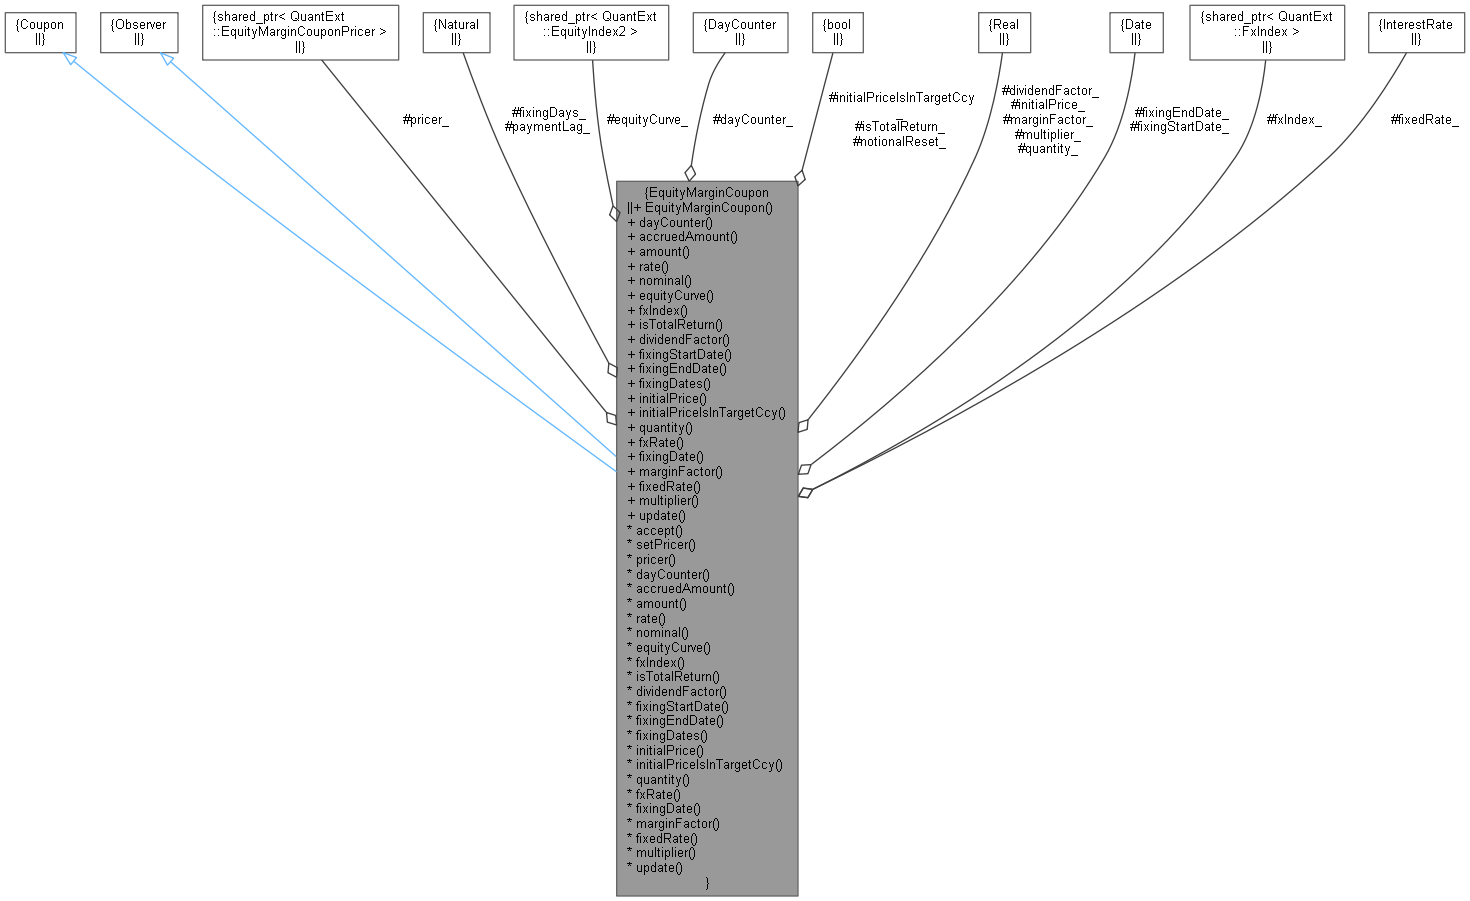 {Coupon
||}
{Observer
||}
{shared_ptr< QuantExt
::EquityMarginCouponPricer >
||}
{Natural
||}
{shared_ptr< QuantExt
::EquityIndex2 >
||}
{DayCounter
||}
{bool
||}
{Real
||}
{Date
||}
{shared_ptr< QuantExt
::FxIndex >
||}
{InterestRate
||}
#pricer_
#fixingDays_
#paymentLag_
#equityCurve_
#dayCounter_
#initialPriceIsInTargetCcy
_
#isTotalReturn_
#notionalReset_
#dividendFactor_
#initialPrice_
#marginFactor_
#multiplier_
#quantity_
#fixingEndDate_
#fixingStartDate_
#fxIndex_
#fixedRate_
{EquityMarginCoupon
||+ EquityMarginCoupon()
+ dayCounter()
+ accruedAmount()
+ amount()
+ rate()
+ nominal()
+ equityCurve()
+ fxIndex()
+ isTotalReturn()
+ dividendFactor()
+ fixingStartDate()
+ fixingEndDate()
+ fixingDates()
+ initialPrice()
+ initialPriceIsInTargetCcy()
+ quantity()
+ fxRate()
+ fixingDate()
+ marginFactor()
+ fixedRate()
+ multiplier()
+ update()
* accept()
* setPricer()
* pricer()
* dayCounter()
* accruedAmount()
* amount()
* rate()
* nominal()
* equityCurve()
* fxIndex()
* isTotalReturn()
* dividendFactor()
* fixingStartDate()
* fixingEndDate()
* fixingDates()
* initialPrice()
* initialPriceIsInTargetCcy()
* quantity()
* fxRate()
* fixingDate()
* marginFactor()
* fixedRate()
* multiplier()
* update()
}